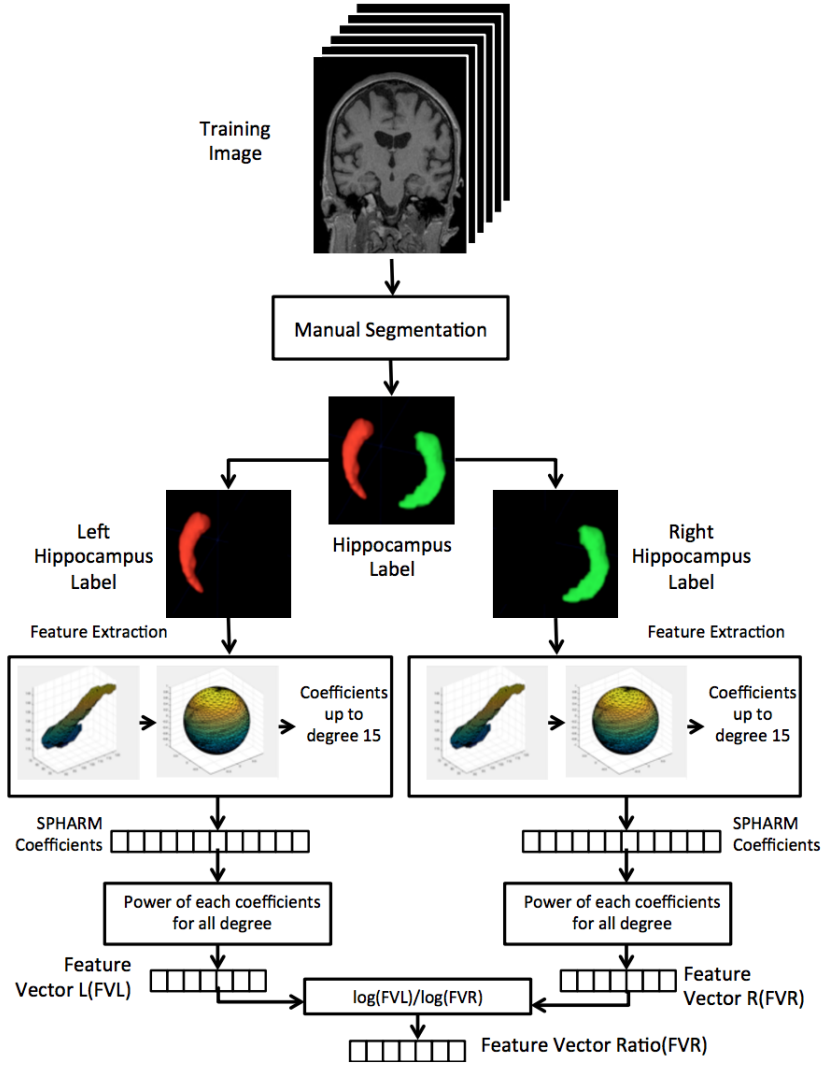 Training
Image
Manual Segmentation
Hippocampus
Label
Left
Hippocampus
Label
Right
Hippocampus
Label
Feature Extraction
Feature Extraction
Coefficients
up to
degree 15
Coefficients
up to
degree 15
SPHARM
Coefficients
SPHARM
Coefficients
Power of each coefficients
for all degree
Power of each coefficients
for all degree
Feature
Vector L(FVL)
Feature
Vector R(FVR)
log(FVL)/log(FVR)
Feature Vector Ratio(FVR)